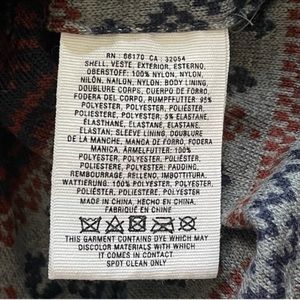 RN : 66170 CA : 32054
SHELL, VESTE, EXTERIOR, ESTERNO,
OBERSTOFF: 100% NYLON, NYLON,
NILÓN, NAILON, NYLON; BODY LINING,
DOUBLURE CORPS, CUERPO DE FORRO,
FODERA DEL CORPO, RUMPFFUTTER: 95%
POLYESTER, POLYESTER, POLIÉSTER,
POLIESTERE, POLYESTER; 5% ELASTANE,
ÉLASTHANE, ELASTANO, ELASTANE,
ELASTAN; SLEEVE LINING, DOUBLURE
DE LA MANCHE, MANCA DE FORRO, FODERA
MANICA, ÄRMELFUTTER: 100%
POLYESTER, POLYESTER, POLIÉSTER,
POLIESTERE, POLYESTER; PADDING,
REMBOURRAGE, RELLENO, IMBOTTITURA,
WATTIERUNG: 100% POLYESTER, POLYESTER,
POLIÉSTER, POLIESTERE, POLYESTER
MADE IN CHINA, HECHO EN CHINA,
FABRIQUÉ EN CHINE
THIS GARMENT CONTAINS DYE WHICH MAY
DISCOLOR MATERIALS WITH WHICH
IT COMES IN CONTACT
SPOT CLEAN ONLY